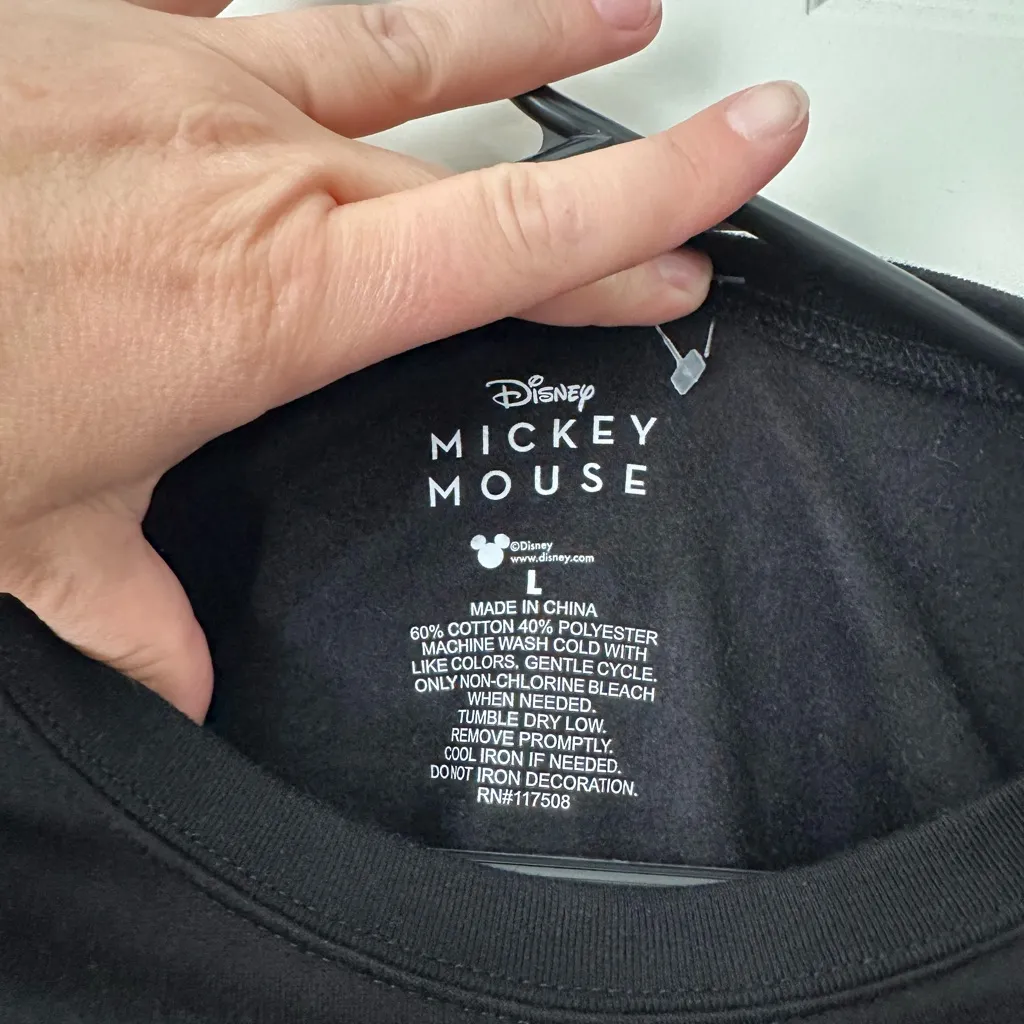 Disney
MICKEY
MOUSE
©Disney
www.disney.com
L
MADE IN CHINA
60% COTTON 40% POLYESTER
MACHINE WASH COLD WITH
LIKE COLORS, GENTLE CYCLE.
ONLY NON-CHLORINE BLEACH
WHEN NEEDED.
TUMBLE DRY LOW.
REMOVE PROMPTLY.
COOL IRON IF NEEDED.
DO NOT IRON DECORATION.
RN#117508